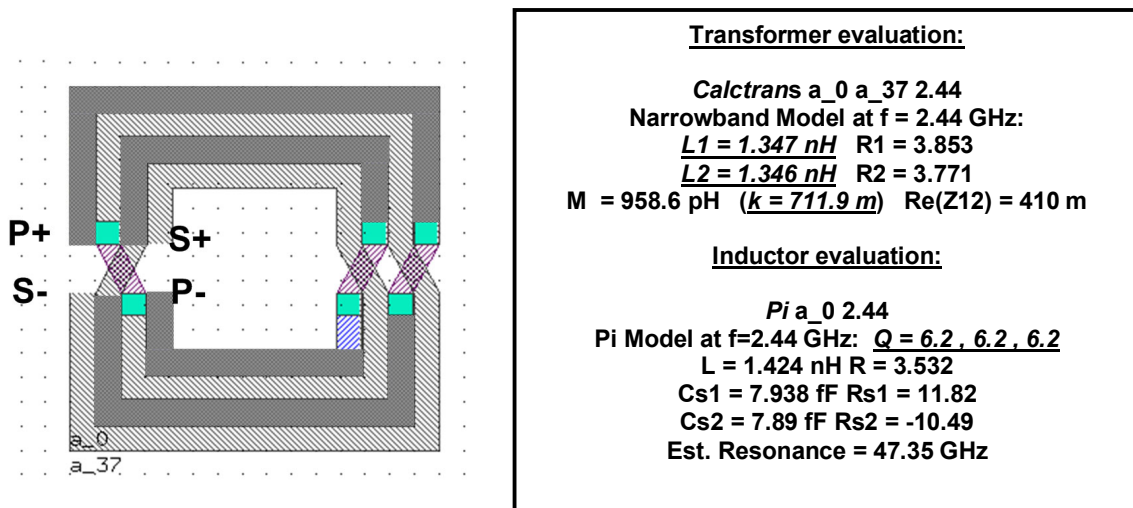 P+
S+
S-
P-
a_0
a_37
Transformer evaluation:
Calctrans a_0 a_37 2.44
Narrowband Model at f = 2.44 GHz:
L1 = 1.347 nH R1 = 3.853
L2 = 1.346 nH R2 = 3.771
M = 958.6 pH (k = 711.9 m) Re(Z12) = 410 m
Inductor evaluation:
Pi a_0 2.44
Pi Model at f=2.44 GHz: Q = 6.2 , 6.2 , 6.2
L = 1.424 nH R = 3.532
Cs1 = 7.938 fF Rs1 = 11.82
Cs2 = 7.89 fF Rs2 = -10.49
Est. Resonance = 47.35 GHz